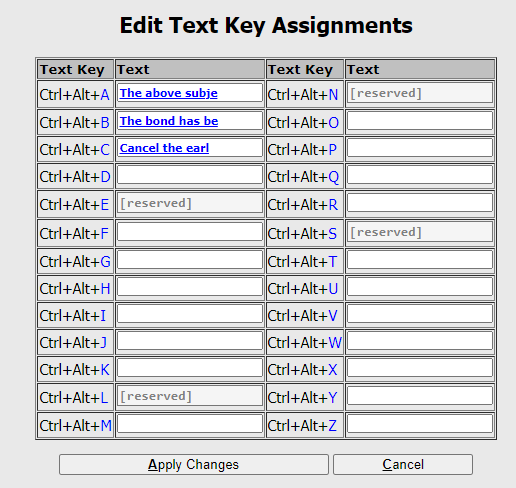 Edit Text Key Assignments
Text Key Text Text Key Text
Ctrl+Alt+A The above subje Ctrl+Alt+N [reserved]
Ctrl+Alt+B The bond has be Ctrl+Alt+O
Ctrl+Alt+C Cancel the earl Ctrl+Alt+P
Ctrl+Alt+D Ctrl+Alt+Q
Ctrl+Alt+E [reserved] Ctrl+Alt+R
Ctrl+Alt+F Ctrl+Alt+S [reserved]
Ctrl+Alt+G Ctrl+Alt+T
Ctrl+Alt+H Ctrl+Alt+U
Ctrl+Alt+I Ctrl+Alt+V
Ctrl+Alt+J Ctrl+Alt+W
Ctrl+Alt+K Ctrl+Alt+X
Ctrl+Alt+L [reserved] Ctrl+Alt+Y
Ctrl+Alt+M Ctrl+Alt+Z
Apply Changes Cancel